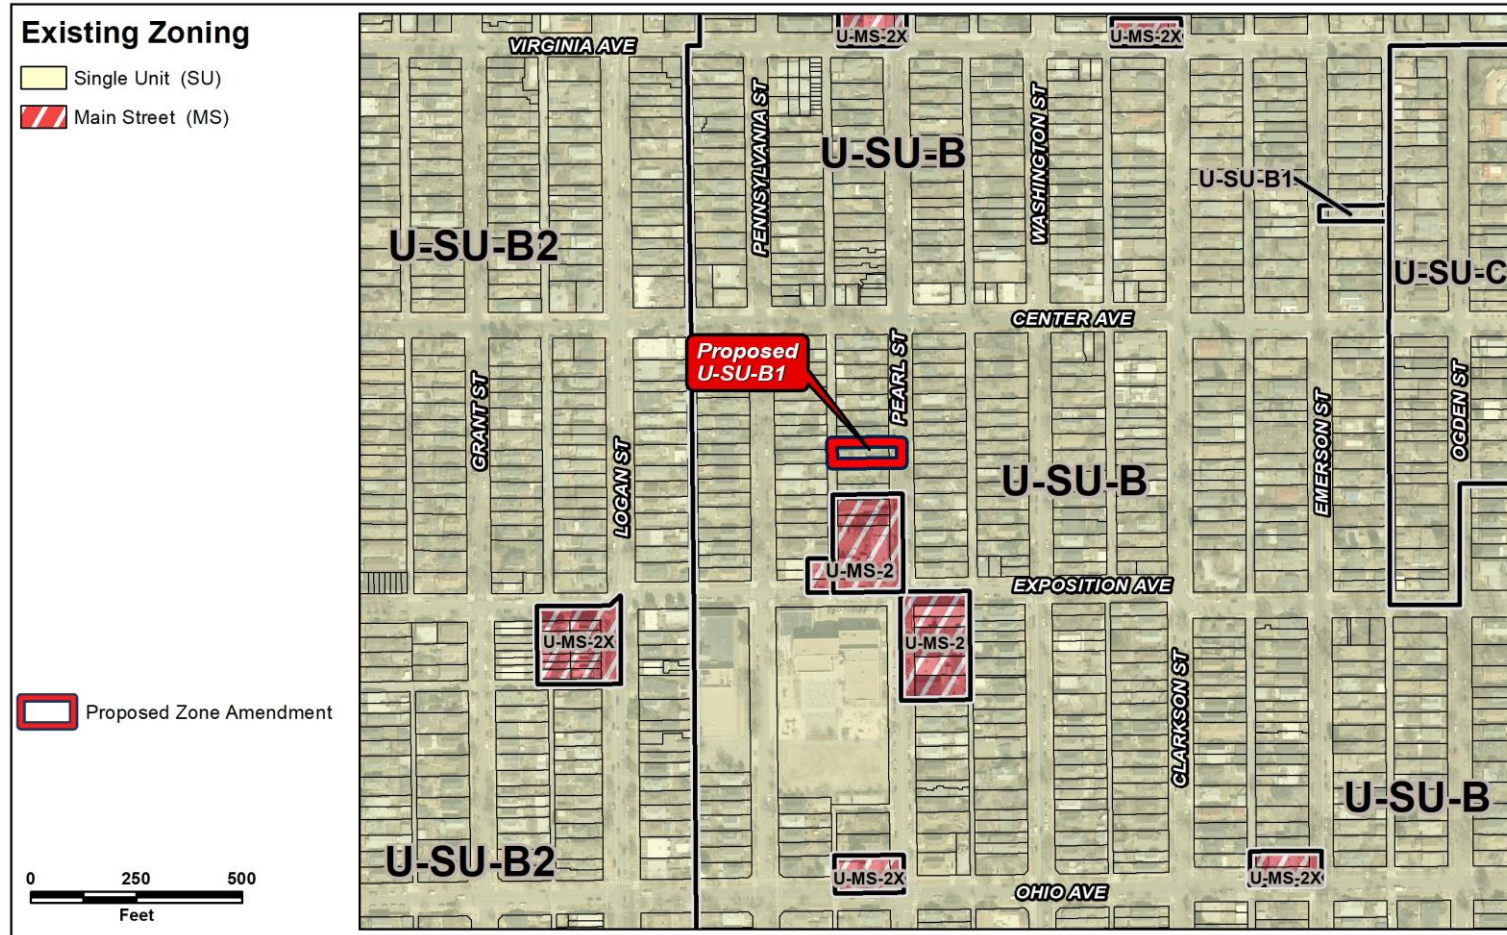 Existing Zoning
Single Unit (SU)
Main Street (MS)
Proposed Zone Amendment
0 250 500
Feet
U-MS-2X
U-MS-2X
VIRGINIA AVE
PENNSYLVANIA ST
U-SU-B
WASHINGTON ST
U-SU-B1
U-SU-B2
U-SU-C
CENTER AVE
Proposed
U-SU-B1
PEARL ST
GRANT ST
LOGAN ST
U-SU-B
EMERSON ST
OGDEN ST
U-MS-2
EXPOSITION AVE
U-MS-2X
U-MS-2
CLARKSON ST
U-SU-B
U-SU-B2
U-MS-2X
U-MS-2X
OHIO AVE